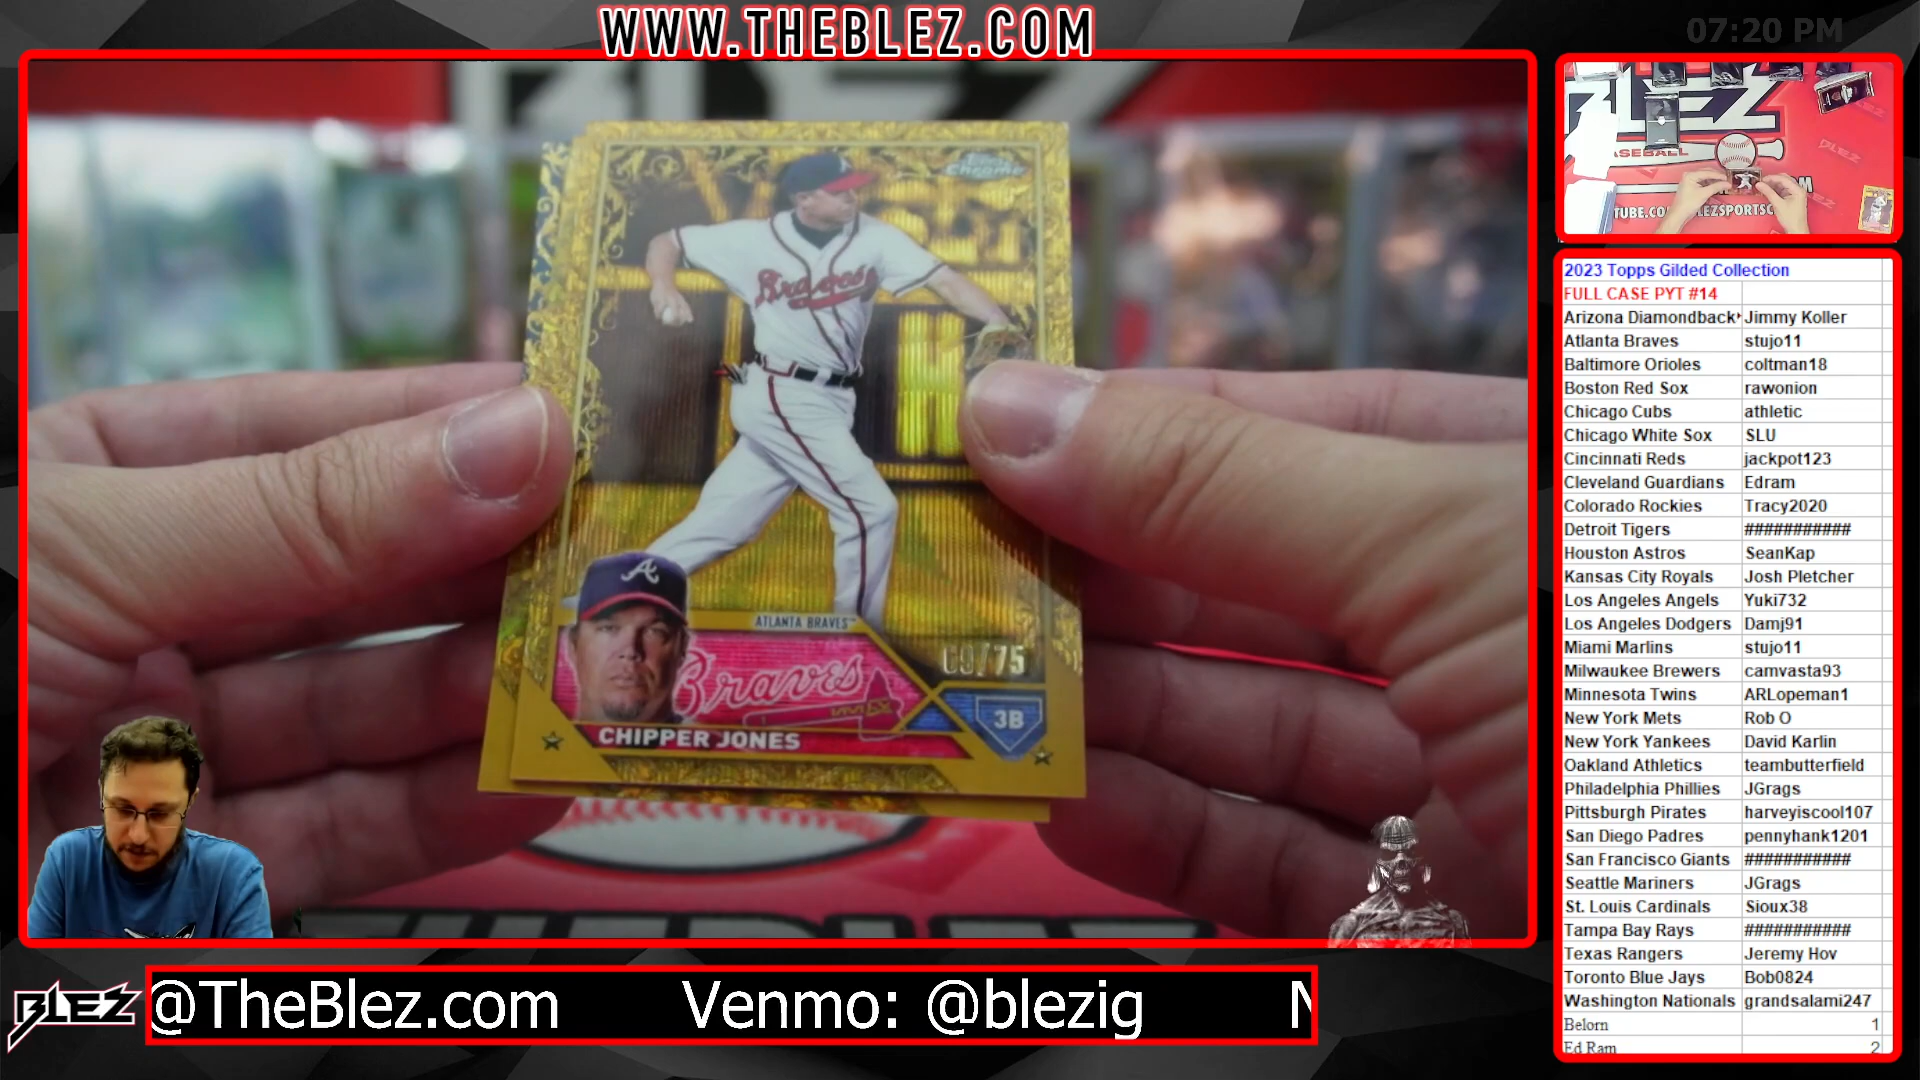 WWW.THEBLEZ.COM
07:20 PM
Topps
Chrome
Braves
ATLANTA BRAVES™
Braves
09/75
3B
CHIPPER JONES
BLEZ
BASEBALL
2023 Topps Gilded Collection
FULL CASE PYT #14
Arizona Diamondback Jimmy Koller
Atlanta Braves stujo11
Baltimore Orioles coltman18
Boston Red Sox rawonion
Chicago Cubs athletic
Chicago White Sox SLU
Cincinnati Reds jackpot123
Cleveland Guardians Edram
Colorado Rockies Tracy2020
Detroit Tigers ###########
Houston Astros SeanKap
Kansas City Royals Josh Pletcher
Los Angeles Angels Yuki732
Los Angeles Dodgers Damj91
Miami Marlins stujo11
Milwaukee Brewers camvasta93
Minnesota Twins ARLopeman1
New York Mets Rob O
New York Yankees David Karlin
Oakland Athletics teambutterfield
Philadelphia Phillies JGrags
Pittsburgh Pirates harveyiscool107
San Diego Padres pennyhank1201
San Francisco Giants ###########
Seattle Mariners JGrags
St. Louis Cardinals Sioux38
Tampa Bay Rays ###########
Texas Rangers Jeremy Hov
Toronto Blue Jays Bob0824
Washington Nationals grandsalami247
Belorn 1
Ed Ram 2
BLEZ
@TheBlez.com Venmo: @blezig N